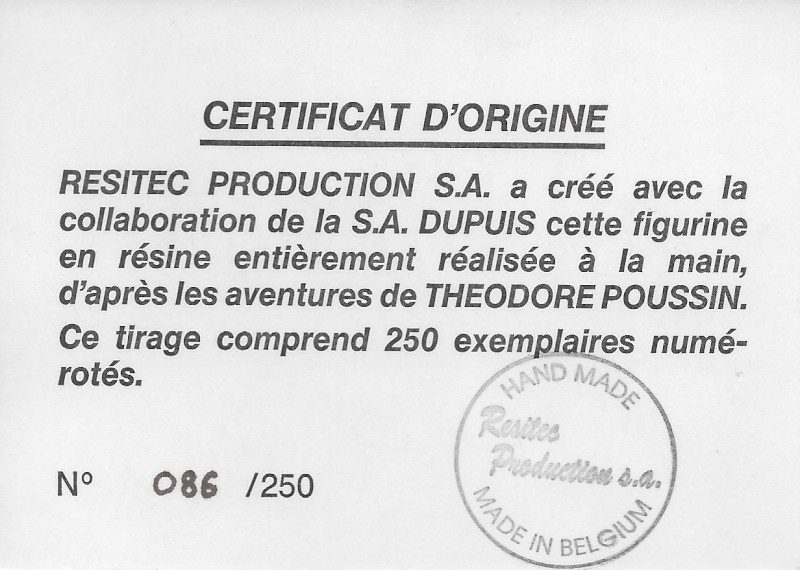 CERTIFICAT D'ORIGINE
RESITEC PRODUCTION S.A. a créé avec la
collaboration de la S.A. DUPUIS cette figurine
en résine entièrement réalisée à la main,
d'après les aventures de THEODORE POUSSIN.
Ce tirage comprend 250 exemplaires numé-
rotés.
N° 086 /250
HAND MADE
Resitec
Production s.a.
MADE IN BELGIUM